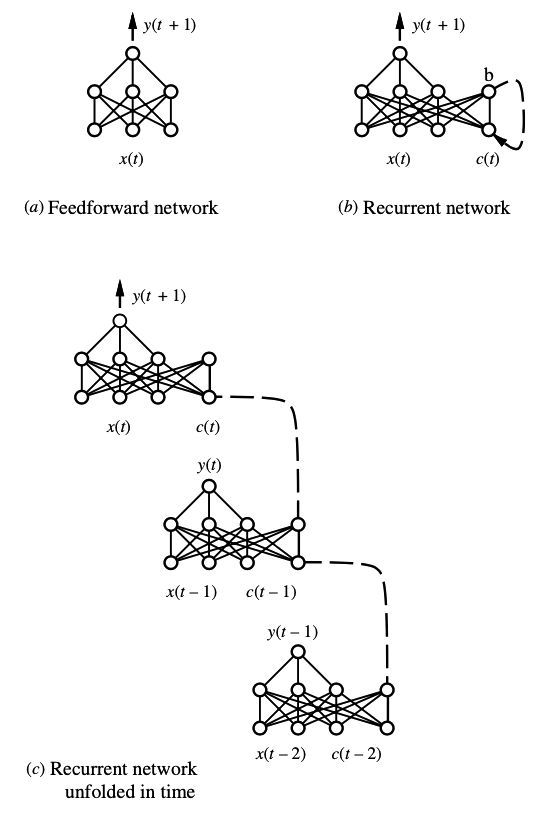 y(t + 1)
x(t)
(a) Feedforward network
y(t + 1)
b
x(t)
c(t)
(b) Recurrent network
y(t + 1)
x(t)
c(t)
y(t)
x(t – 1)
c(t – 1)
y(t – 1)
x(t – 2)
c(t – 2)
(c) Recurrent network
unfolded in time